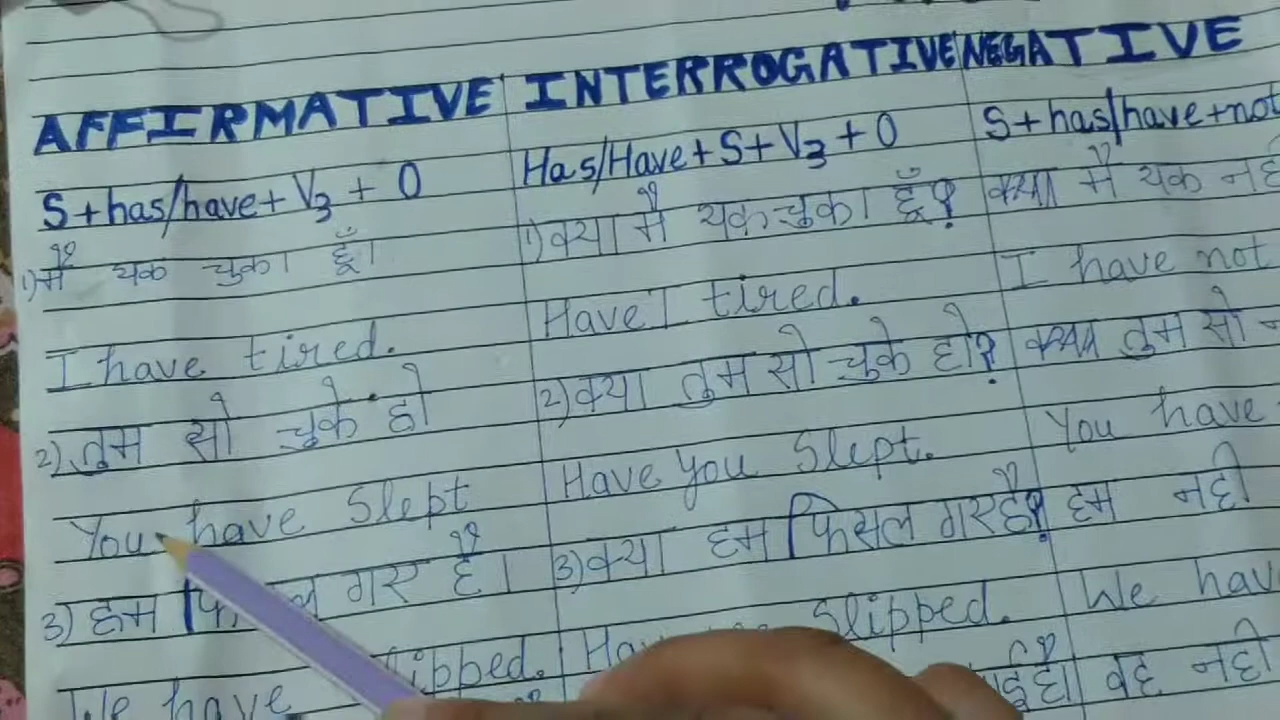 AFFIRMATIVE INTERROGATIVE NEGATIVE
S+has/have+V3+O Has/Have+S+V3+O S+has/have+not
1) मैं थक चुका हूँ। 1) क्या मैं थक चुका हूँ? क्या मैं थक
I have tired. Have I tired. I have not
2) तुम सो चुके हो 2) क्या तुम सो चुके हो? क्या तुम सो
You have Slept Have you Slept. You have
3) हम गए हैं। 3) क्या हम फिसल गए हैं? हम नही
We have Slipped. We
वह नही